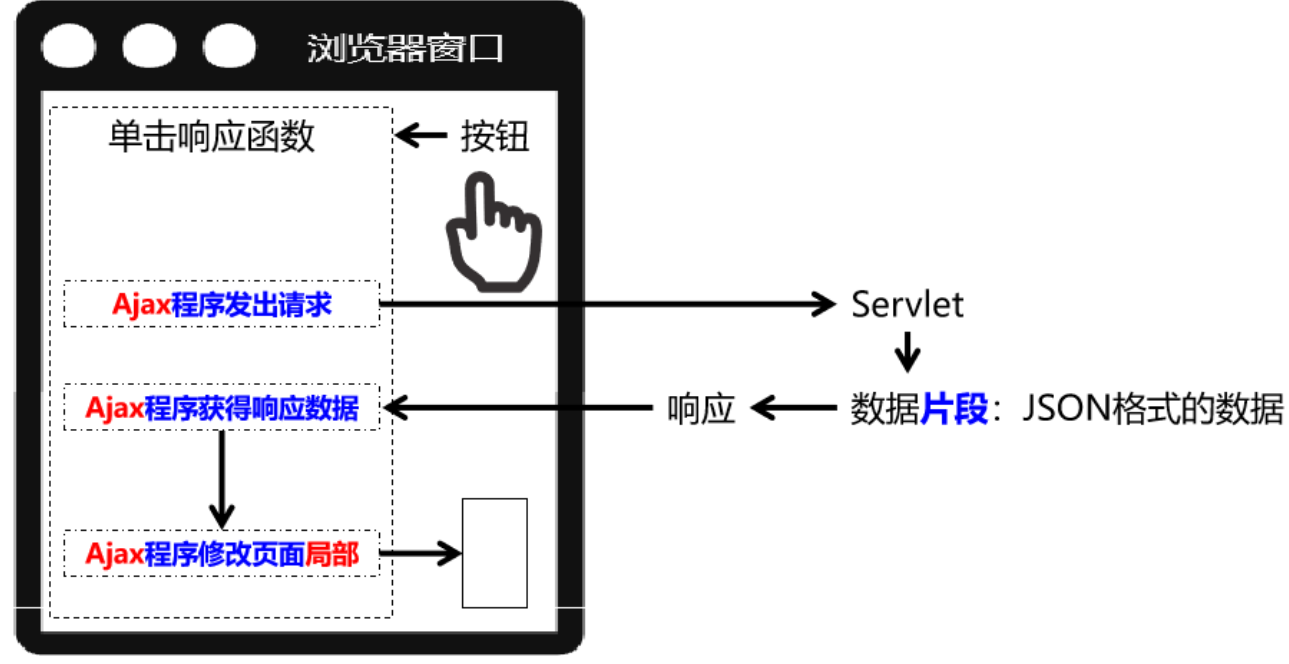 浏览器窗口
单击响应函数
按钮
Ajax程序发出请求
Servlet
Ajax程序获得响应数据
响应
数据片段：JSON格式的数据
Ajax程序修改页面局部